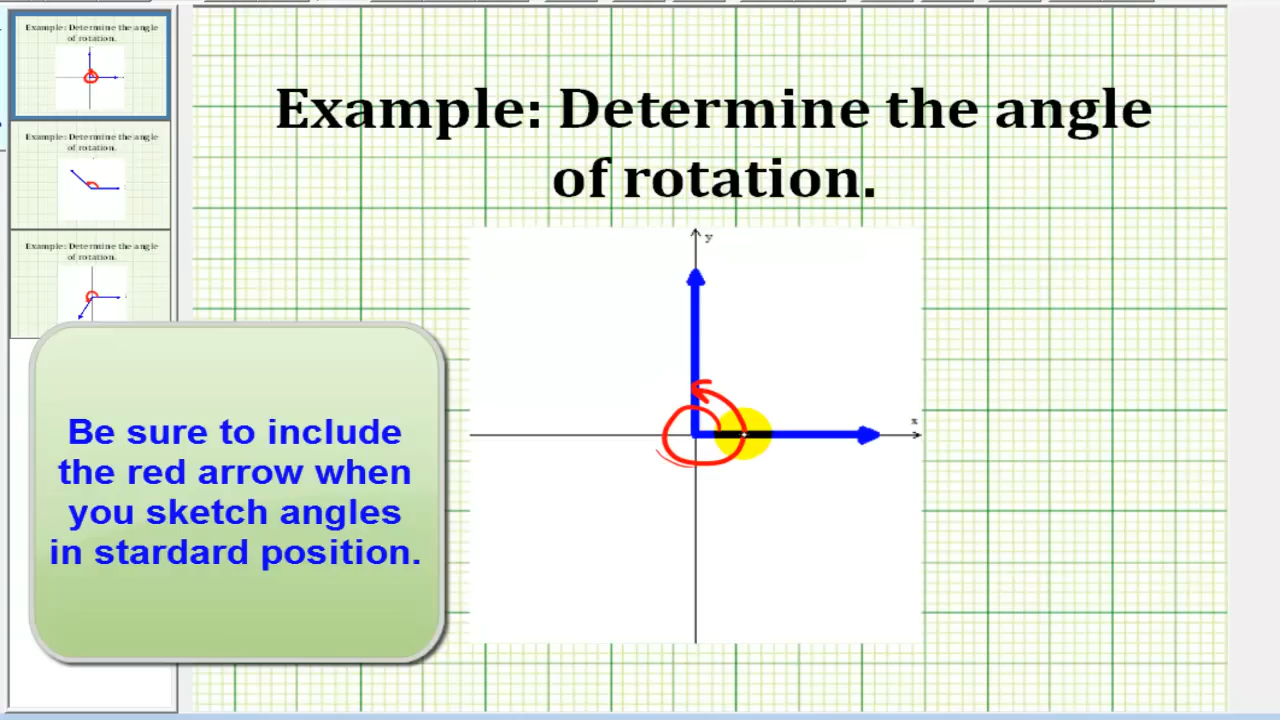 Example: Determine the angle
of rotation.
Example: Determine the angle
of rotation.
Example: Determine the angle
of rotation.
Example: Determine the angle
of rotation.
y
x
Be sure to include
the red arrow when
you sketch angles
in stardard position.